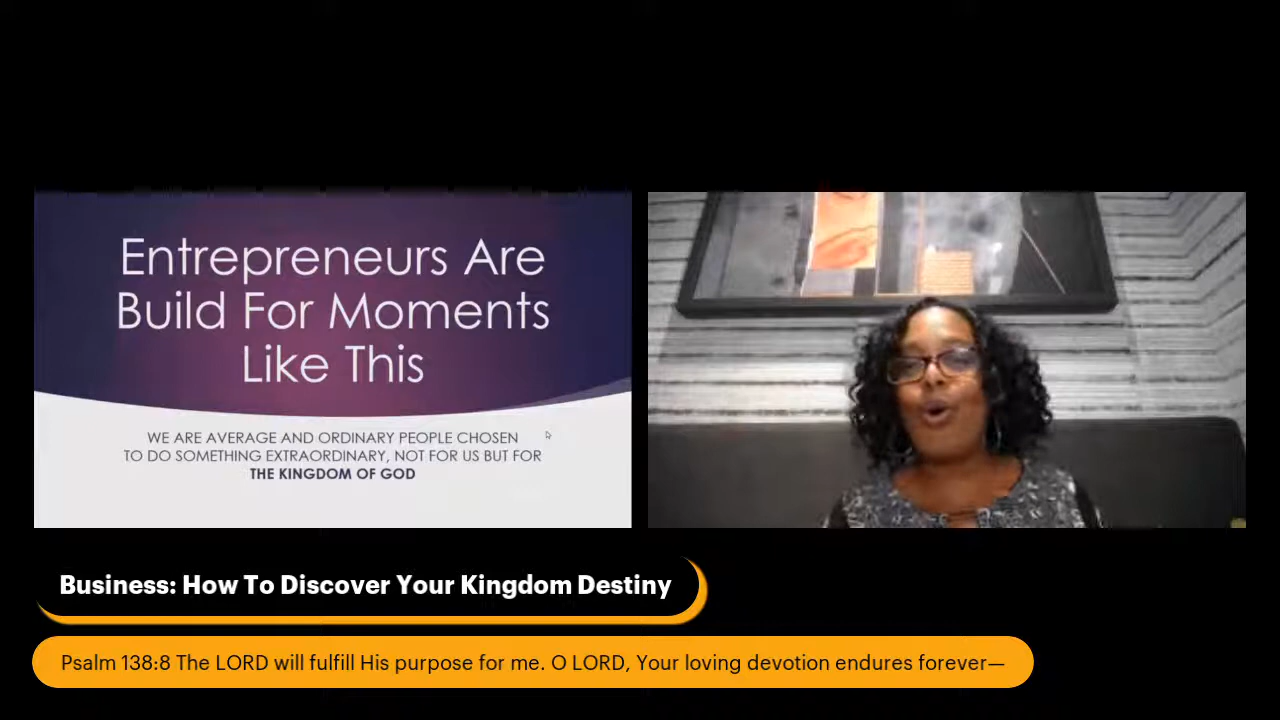 Entrepreneurs Are
Build For Moments
Like This
WE ARE AVERAGE AND ORDINARY PEOPLE CHOSEN
TO DO SOMETHING EXTRAORDINARY, NOT FOR US BUT FOR
THE KINGDOM OF GOD
Business: How To Discover Your Kingdom Destiny
Psalm 138:8 The LORD will fulfill His purpose for me. O LORD, Your loving devotion endures forever—